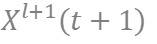 X^{l+1}(t + 1)